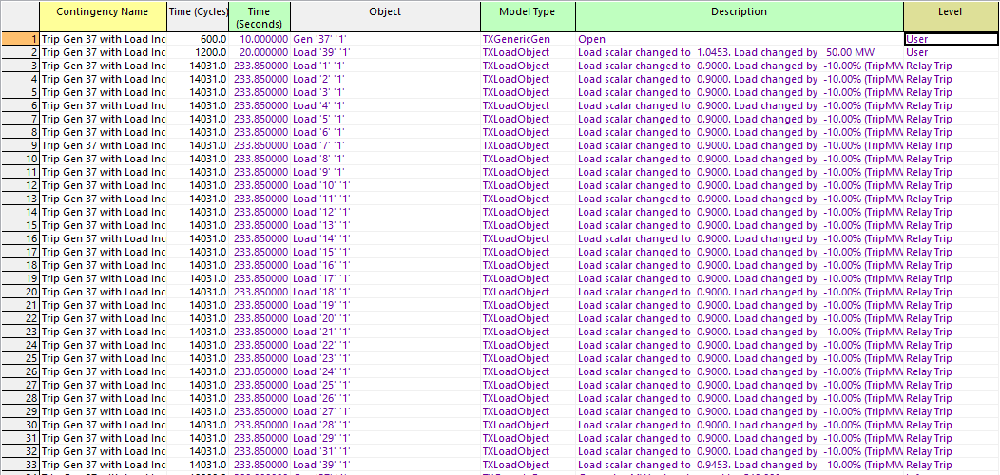 Contingency Name Time (Cycles) Time (Seconds) Object Model Type Description Level
1 Trip Gen 37 with Load Inc 600.0 10.000000 Gen '37' '1' TXGenericGen Open User
2 Trip Gen 37 with Load Inc 1200.0 20.000000 Load '39' '1' TXLoadObject Load scalar changed to 1.0453. Load changed by 50.00 MW User
3 Trip Gen 37 with Load Inc 14031.0 233.850000 Load '1' '1' TXLoadObject Load scalar changed to 0.9000. Load changed by -10.00% (TripMW Relay Trip
4 Trip Gen 37 with Load Inc 14031.0 233.850000 Load '2' '1' TXLoadObject Load scalar changed to 0.9000. Load changed by -10.00% (TripMW Relay Trip
5 Trip Gen 37 with Load Inc 14031.0 233.850000 Load '3' '1' TXLoadObject Load scalar changed to 0.9000. Load changed by -10.00% (TripMW Relay Trip
6 Trip Gen 37 with Load Inc 14031.0 233.850000 Load '4' '1' TXLoadObject Load scalar changed to 0.9000. Load changed by -10.00% (TripMW Relay Trip
7 Trip Gen 37 with Load Inc 14031.0 233.850000 Load '5' '1' TXLoadObject Load scalar changed to 0.9000. Load changed by -10.00% (TripMW Relay Trip
8 Trip Gen 37 with Load Inc 14031.0 233.850000 Load '6' '1' TXLoadObject Load scalar changed to 0.9000. Load changed by -10.00% (TripMW Relay Trip
9 Trip Gen 37 with Load Inc 14031.0 233.850000 Load '7' '1' TXLoadObject Load scalar changed to 0.9000. Load changed by -10.00% (TripMW Relay Trip
10 Trip Gen 37 with Load Inc 14031.0 233.850000 Load '8' '1' TXLoadObject Load scalar changed to 0.9000. Load changed by -10.00% (TripMW Relay Trip
11 Trip Gen 37 with Load Inc 14031.0 233.850000 Load '9' '1' TXLoadObject Load scalar changed to 0.9000. Load changed by -10.00% (TripMW Relay Trip
12 Trip Gen 37 with Load Inc 14031.0 233.850000 Load '10' '1' TXLoadObject Load scalar changed to 0.9000. Load changed by -10.00% (TripMW Relay Trip
13 Trip Gen 37 with Load Inc 14031.0 233.850000 Load '11' '1' TXLoadObject Load scalar changed to 0.9000. Load changed by -10.00% (TripMW Relay Trip
14 Trip Gen 37 with Load Inc 14031.0 233.850000 Load '12' '1' TXLoadObject Load scalar changed to 0.9000. Load changed by -10.00% (TripMW Relay Trip
15 Trip Gen 37 with Load Inc 14031.0 233.850000 Load '13' '1' TXLoadObject Load scalar changed to 0.9000. Load changed by -10.00% (TripMW Relay Trip
16 Trip Gen 37 with Load Inc 14031.0 233.850000 Load '14' '1' TXLoadObject Load scalar changed to 0.9000. Load changed by -10.00% (TripMW Relay Trip
17 Trip Gen 37 with Load Inc 14031.0 233.850000 Load '15' '1' TXLoadObject Load scalar changed to 0.9000. Load changed by -10.00% (TripMW Relay Trip
18 Trip Gen 37 with Load Inc 14031.0 233.850000 Load '16' '1' TXLoadObject Load scalar changed to 0.9000. Load changed by -10.00% (TripMW Relay Trip
19 Trip Gen 37 with Load Inc 14031.0 233.850000 Load '17' '1' TXLoadObject Load scalar changed to 0.9000. Load changed by -10.00% (TripMW Relay Trip
20 Trip Gen 37 with Load Inc 14031.0 233.850000 Load '18' '1' TXLoadObject Load scalar changed to 0.9000. Load changed by -10.00% (TripMW Relay Trip
21 Trip Gen 37 with Load Inc 14031.0 233.850000 Load '19' '1' TXLoadObject Load scalar changed to 0.9000. Load changed by -10.00% (TripMW Relay Trip
22 Trip Gen 37 with Load Inc 14031.0 233.850000 Load '20' '1' TXLoadObject Load scalar changed to 0.9000. Load changed by -10.00% (TripMW Relay Trip
23 Trip Gen 37 with Load Inc 14031.0 233.850000 Load '21' '1' TXLoadObject Load scalar changed to 0.9000. Load changed by -10.00% (TripMW Relay Trip
24 Trip Gen 37 with Load Inc 14031.0 233.850000 Load '22' '1' TXLoadObject Load scalar changed to 0.9000. Load changed by -10.00% (TripMW Relay Trip
25 Trip Gen 37 with Load Inc 14031.0 233.850000 Load '23' '1' TXLoadObject Load scalar changed to 0.9000. Load changed by -10.00% (TripMW Relay Trip
26 Trip Gen 37 with Load Inc 14031.0 233.850000 Load '24' '1' TXLoadObject Load scalar changed to 0.9000. Load changed by -10.00% (TripMW Relay Trip
27 Trip Gen 37 with Load Inc 14031.0 233.850000 Load '25' '1' TXLoadObject Load scalar changed to 0.9000. Load changed by -10.00% (TripMW Relay Trip
28 Trip Gen 37 with Load Inc 14031.0 233.850000 Load '26' '1' TXLoadObject Load scalar changed to 0.9000. Load changed by -10.00% (TripMW Relay Trip
29 Trip Gen 37 with Load Inc 14031.0 233.850000 Load '27' '1' TXLoadObject Load scalar changed to 0.9000. Load changed by -10.00% (TripMW Relay Trip
30 Trip Gen 37 with Load Inc 14031.0 233.850000 Load '28' '1' TXLoadObject Load scalar changed to 0.9000. Load changed by -10.00% (TripMW Relay Trip
31 Trip Gen 37 with Load Inc 14031.0 233.850000 Load '29' '1' TXLoadObject Load scalar changed to 0.9000. Load changed by -10.00% (TripMW Relay Trip
32 Trip Gen 37 with Load Inc 14031.0 233.850000 Load '31' '1' TXLoadObject Load scalar changed to 0.9000. Load changed by -10.00% (TripMW Relay Trip
33 Trip Gen 37 with Load Inc 14031.0 233.850000 Load '39' '1' TXLoadObject Load scalar changed to 0.9453. Load changed by -10.00% (TripMW Relay Trip